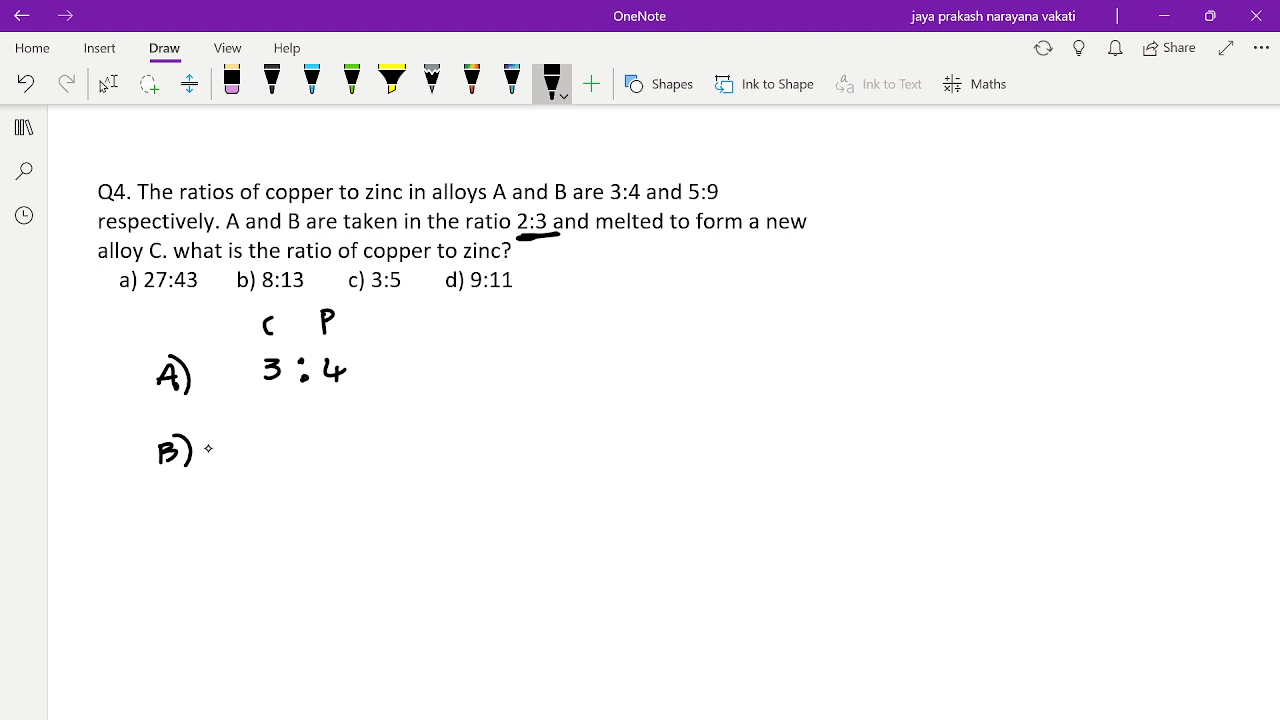 OneNote
jaya prakash narayana vakati
Home Insert Draw View Help
Share
Shapes Ink to Shape Ink to Text Maths
Q4. The ratios of copper to zinc in alloys A and B are 3:4 and 5:9
respectively. A and B are taken in the ratio 2:3 and melted to form a new
alloy C. what is the ratio of copper to zinc?
a) 27:43 b) 8:13 c) 3:5 d) 9:11
C P
A) 3 : 4
B)